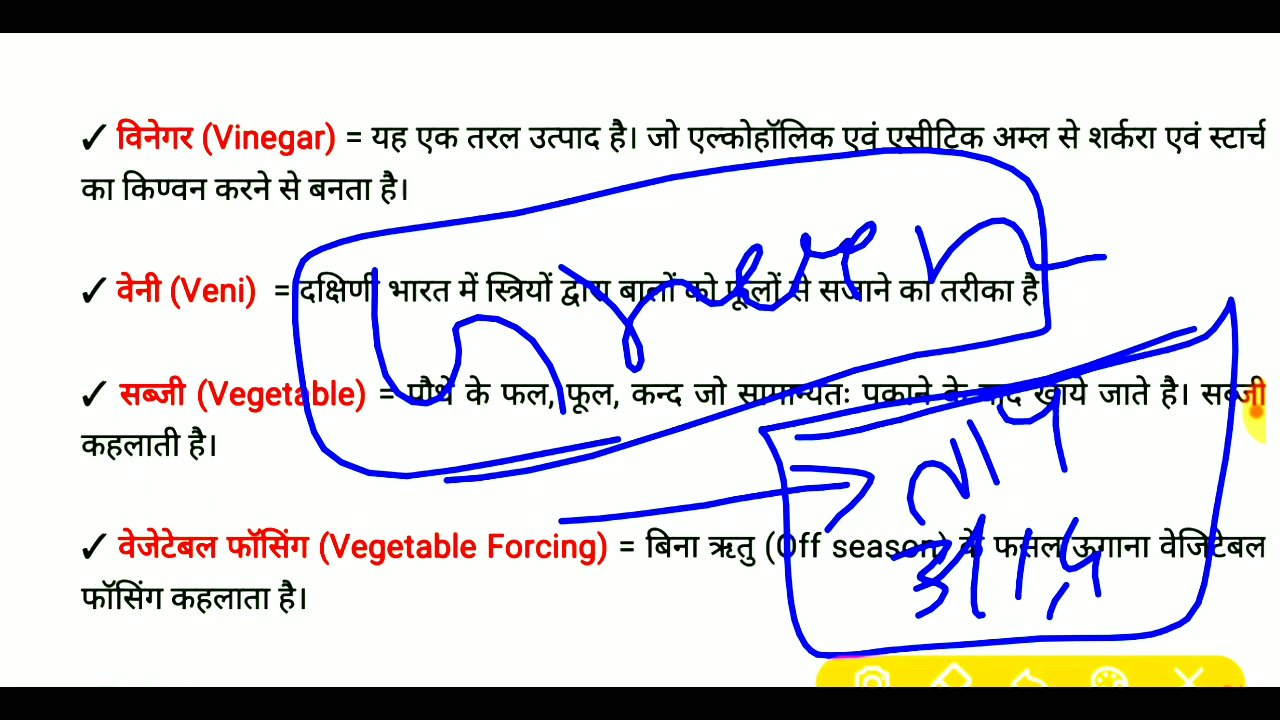 ✓ विनेगर (Vinegar) = यह एक तरल उत्पाद है। जो एल्कोहॉलिक एवं एसीटिक अम्ल से शर्करा एवं स्टार्च
का किण्वन करने से बनता है।
✓ वेनी (Veni) = दक्षिणी भारत में स्त्रियों द्वारा बालों को फूलों से सजाने का तरीका है
✓ सब्जी (Vegetable) = पौधे के फल, फूल, कन्द जो सामान्यतः पकाने के बाद खाये जाते है। सब्जी
कहलाती है।
✓ वेजेटेबल फॉसिंग (Vegetable Forcing) = बिना ऋतु (Off season) के फसल ऊगाना वेजिटेबल
फॉसिंग कहलाता है।